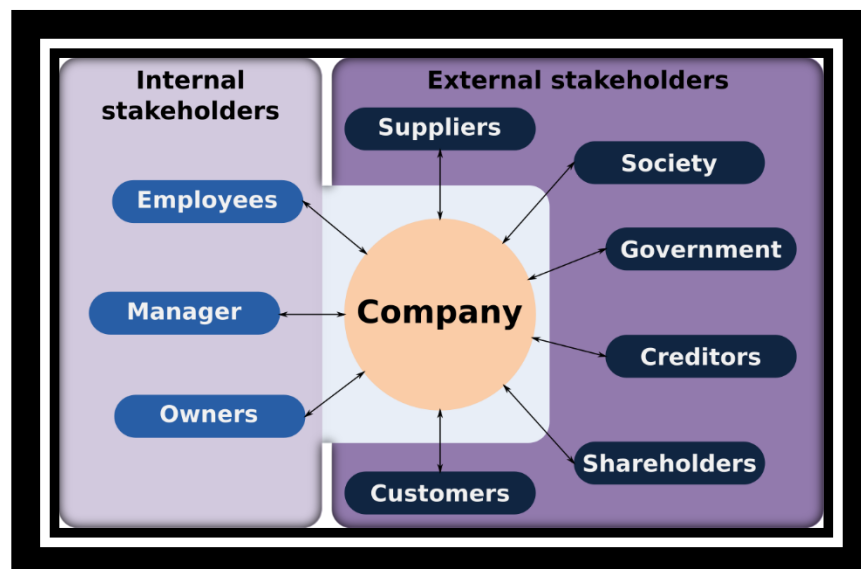 Internal
stakeholders
External stakeholders
Suppliers
Society
Employees
Government
Manager
Company
Creditors
Owners
Shareholders
Customers